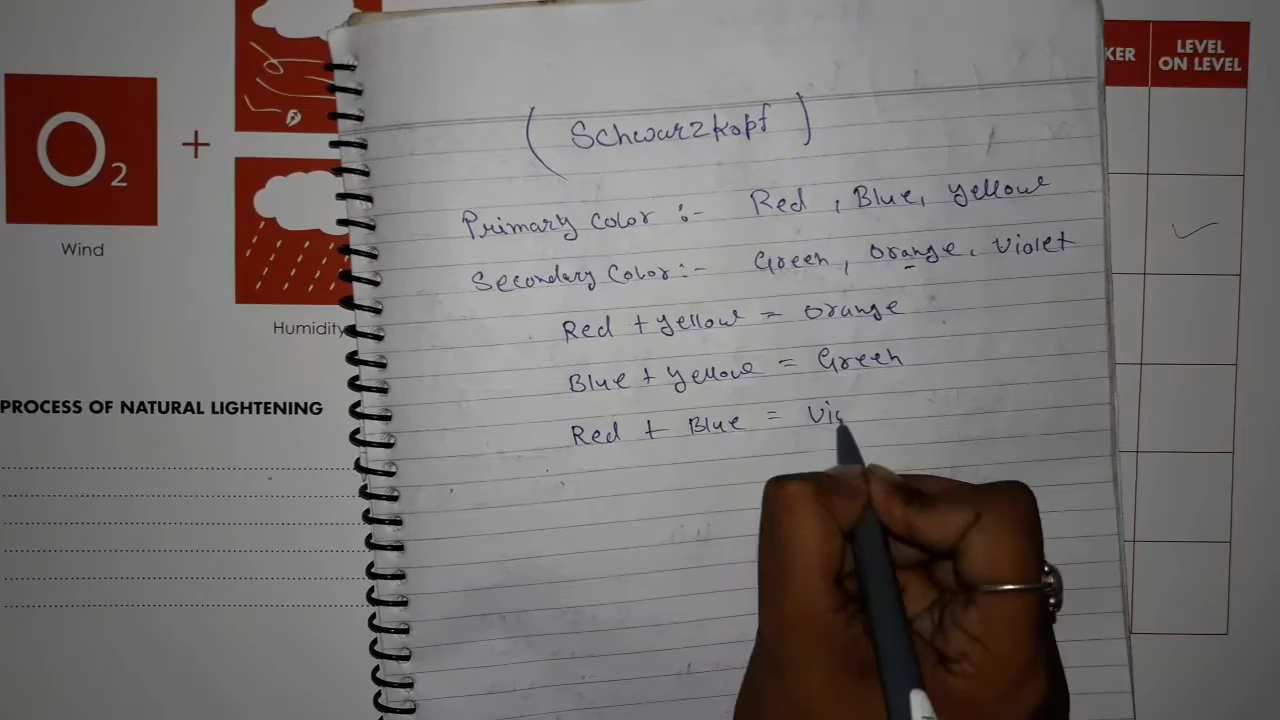 O2
Wind
+
Humidity
PROCESS OF NATURAL LIGHTENING
KER
LEVEL
ON LEVEL
(Schwarzkopf)
Primary Color :- Red, Blue, Yellow
Secondary Color :- Green, Orange, Violet
Red + Yellow = Orange
Blue + Yellow = Green
Red + Blue = Vio